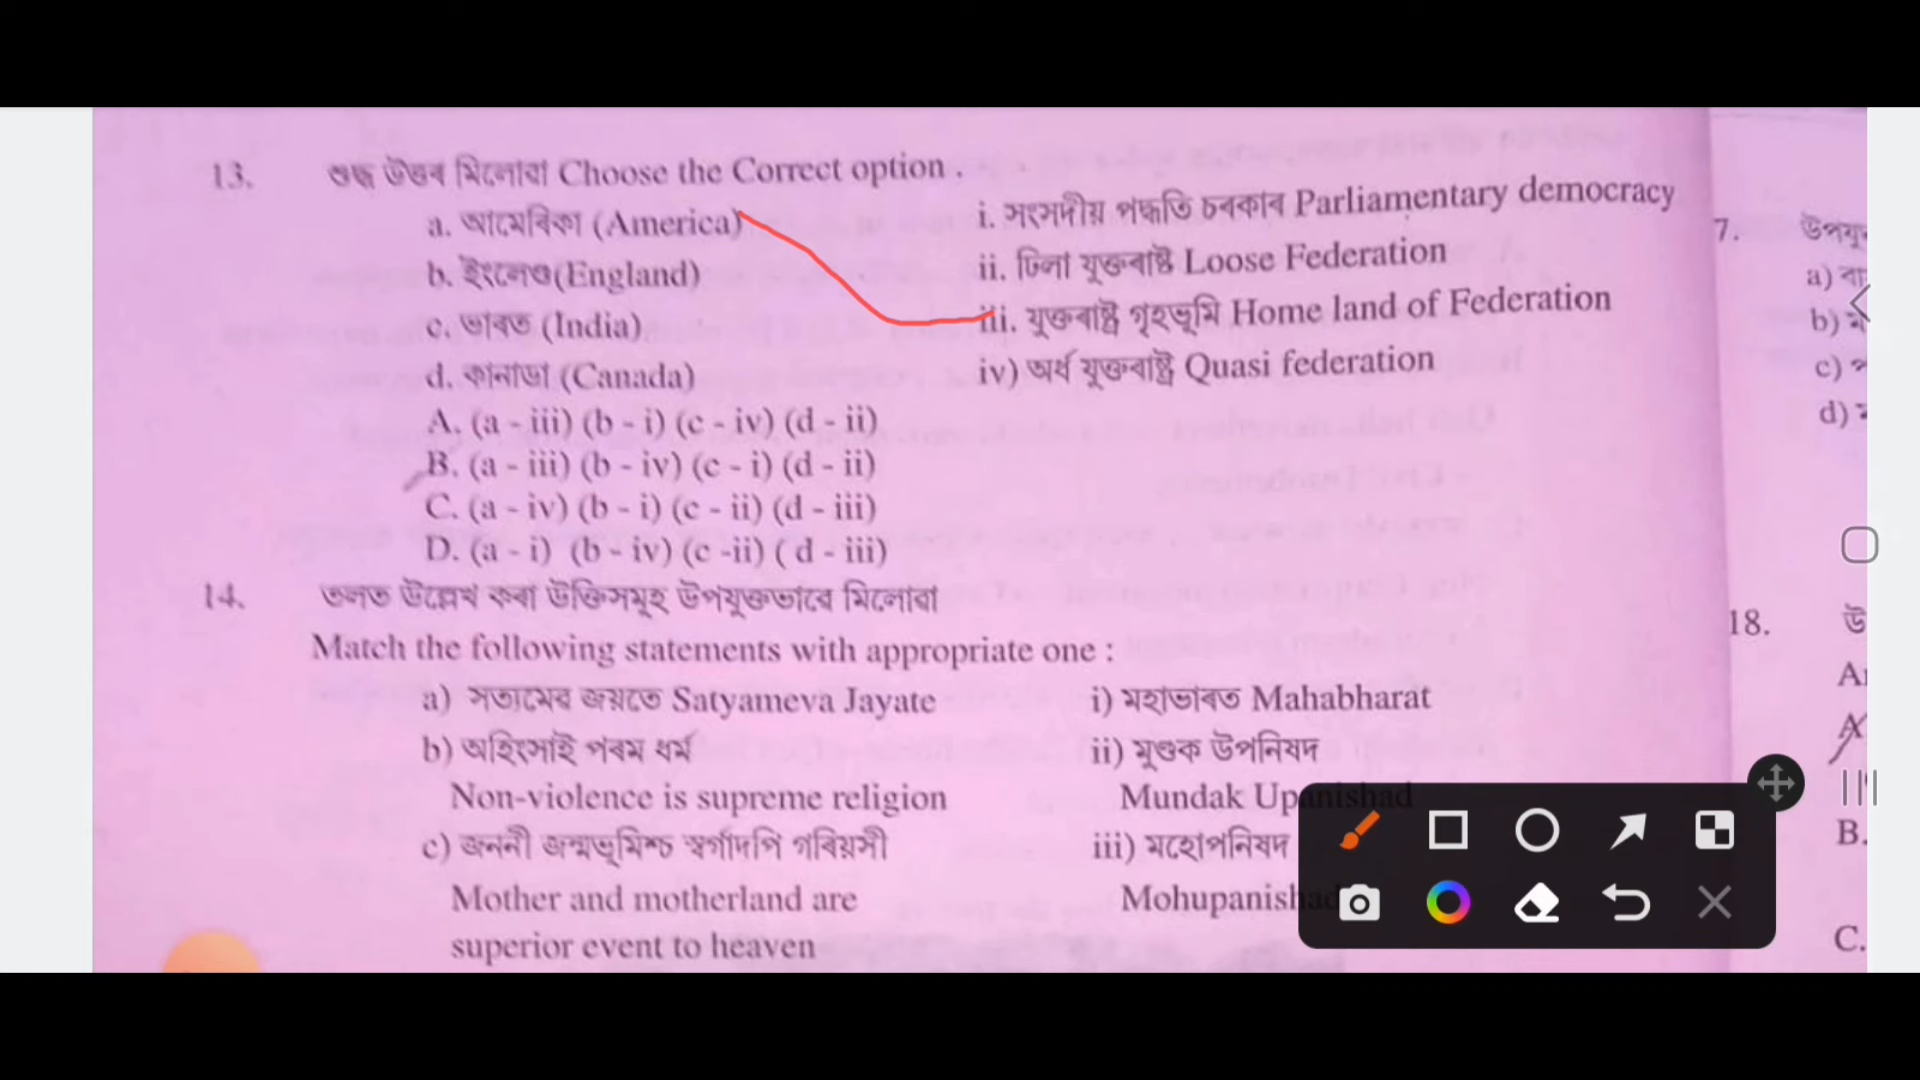 13. শুদ্ধ উত্তৰ মিলোৱা Choose the Correct option .
a. আমেৰিকা (America)
b. ইংলেণ্ড(England)
c. ভাৰত (India)
d. কানাডা (Canada)
i. সংসদীয় পদ্ধতি চৰকাৰ Parliamentary democracy
ii. ঢিলা যুক্তৰাষ্ট Loose Federation
iii. যুক্তৰাষ্ট্ৰ গৃহভূমি Home land of Federation
iv) অৰ্ধ যুক্তৰাষ্ট্ৰ Quasi federation
A. (a - iii) (b - i) (c - iv) (d - ii)
B. (a - iii) (b - iv) (c - i) (d - ii)
C. (a - iv) (b - i) (c - ii) (d - iii)
D. (a - i) (b - iv) (c -ii) ( d - iii)
14. তলত উল্লেখ কৰা উক্তিসমূহ উপযুক্তভাৱে মিলোৱা
Match the following statements with appropriate one :
a) সত্যমেৱ জয়তে Satyameva Jayate
b) অহিংসাই পৰম ধৰ্ম
Non-violence is supreme religion
c) জননী জন্মভূমিশ্চ স্বৰ্গাদপি গৰিয়সী
Mother and motherland are
superior event to heaven
i) মহাভাৰত Mahabharat
ii) মুণ্ডক উপনিষদ
Mundak Upanishad
iii) মহোপনিষদ
Mohupanishad
7.
a)
b)
c)
d)
18.
A
B.
C.